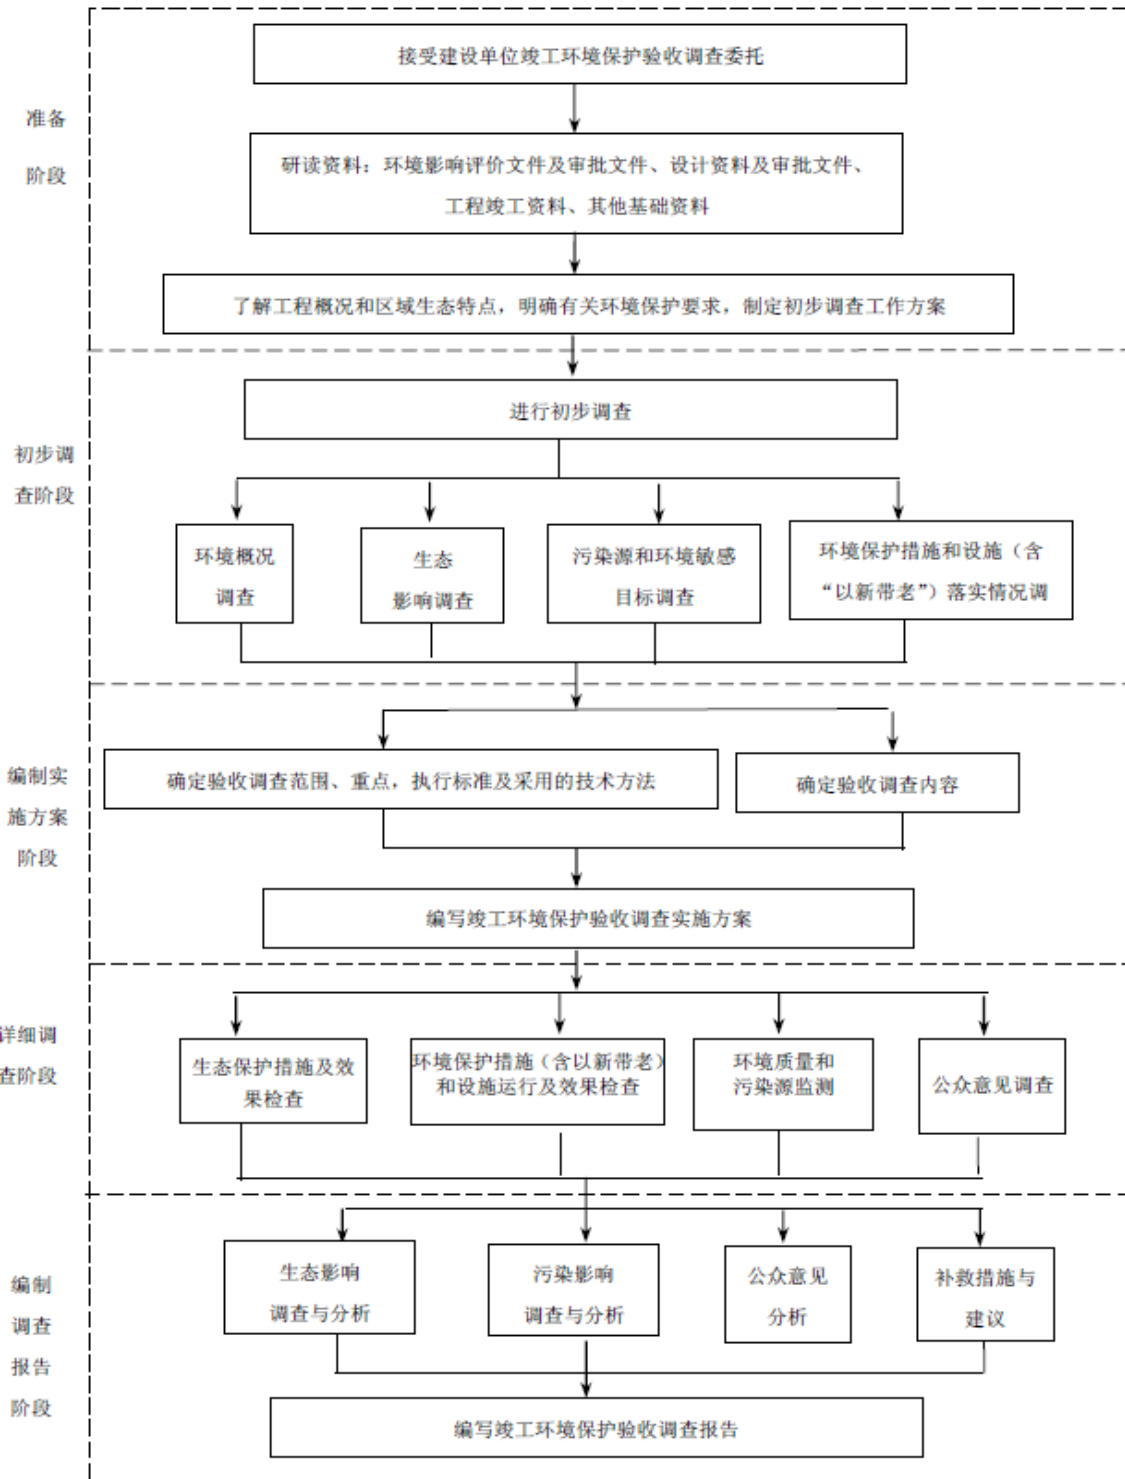 接受建设单位竣工环境保护验收调查委托
准备
阶段
研读资料：环境影响评价文件及审批文件、设计资料及审批文件、
工程竣工资料、其他基础资料
了解工程概况和区域生态特点，明确有关环境保护要求，制定初步调查工作方案
进行初步调查
初步调
查阶段
环境概况
调查
生态
影响调查
污染源和环境敏感
目标调查
环境保护措施和设施（含
“以新带老”）落实情况调
编制实
施方案
阶段
确定验收调查范围、重点，执行标准及采用的技术方法
确定验收调查内容
编写竣工环境保护验收调查实施方案
详细调
查阶段
生态保护措施及效
果检查
环境保护措施（含以新带老）
和设施运行及效果检查
环境质量和
污染源监测
公众意见调查
编制
调查
报告
阶段
生态影响
调查与分析
污染影响
调查与分析
公众意见
分析
补救措施与
建议
编写竣工环境保护验收调查报告